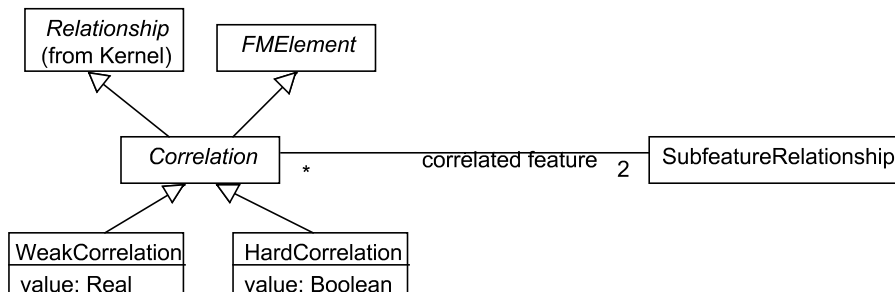 Relationship
(from Kernel)
FMElement
Correlation
*
correlated feature
2
SubfeatureRelationship
WeakCorrelation
value: Real
HardCorrelation
value: Boolean